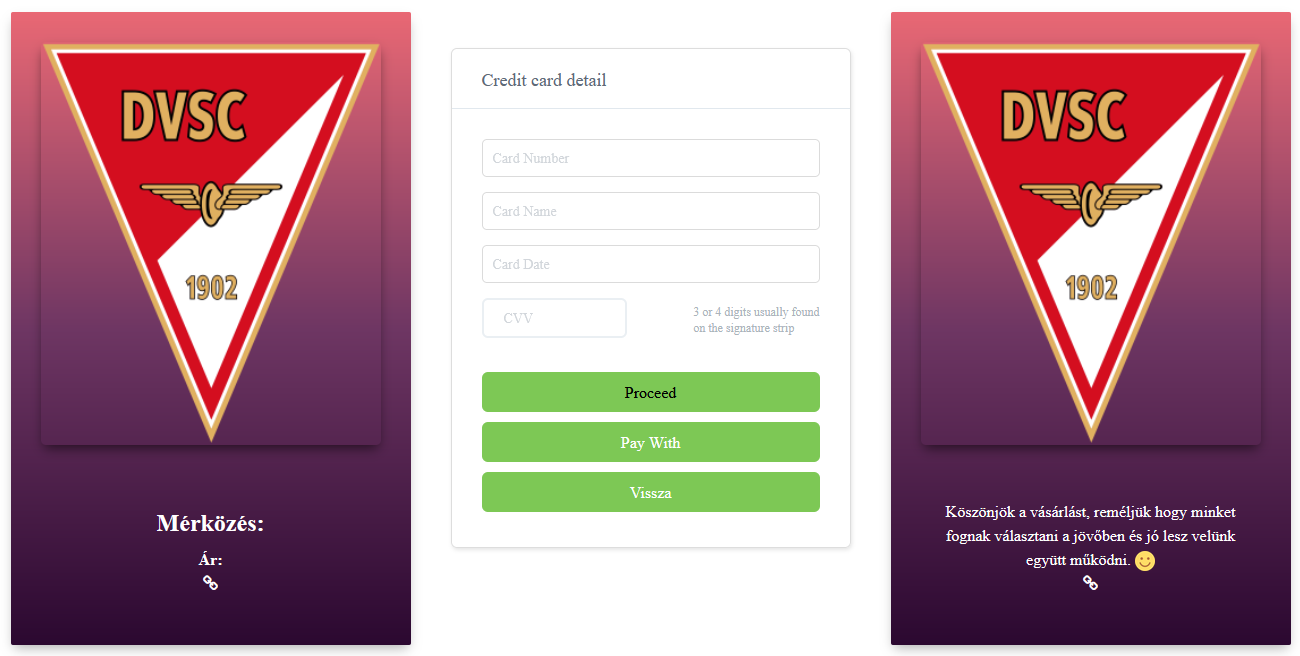 DVSC
1902
Mérközés:
Ár:
Credit card detail
Card Number
Card Name
Card Date
CVV
3 or 4 digits usually found
on the signature strip
Proceed
Pay With
Vissza
DVSC
1902
Köszönjök a vásárlást, reméljük hogy minket
fognak választani a jövőben és jó lesz velünk
együtt működni. 🙂